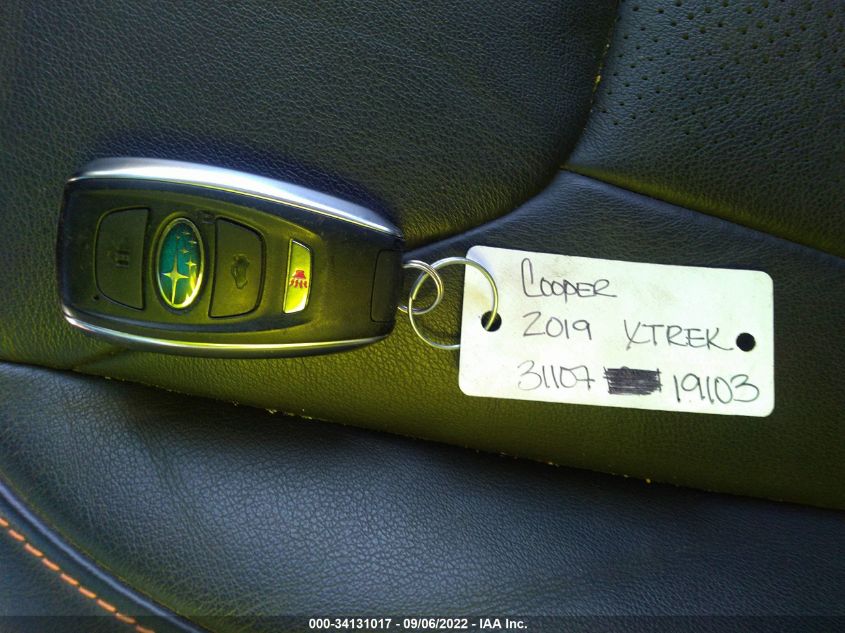 COOPER
2019 XTREK
31107 19103
000-34131017 - 09/06/2022 - IAA Inc.